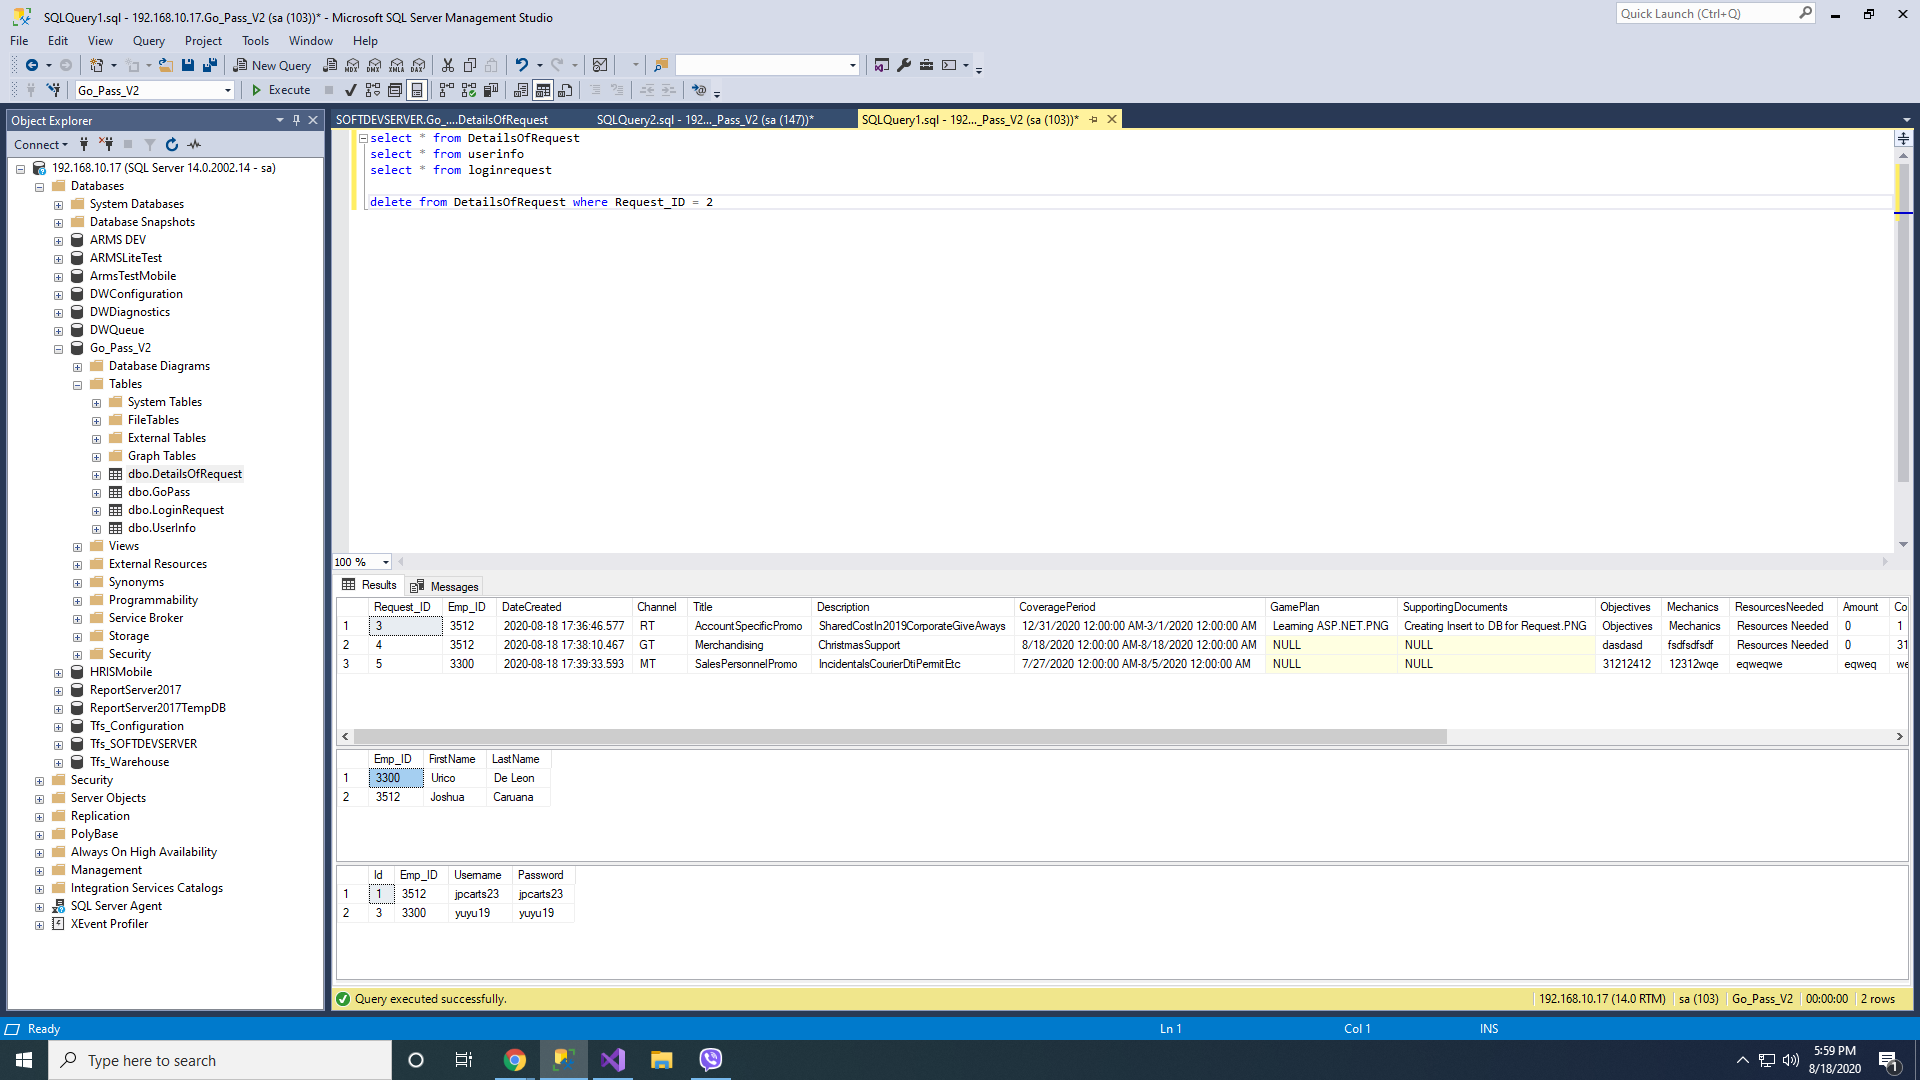 SQLQuery1.sql - 192.168.10.17.Go_Pass_V2 (sa (103))* - Microsoft SQL Server Management Studio
Quick Launch (Ctrl+Q)
File Edit View Query Project Tools Window Help
New Query
Go_Pass_V2 Execute
Object Explorer
Connect
192.168.10.17 (SQL Server 14.0.2002.14 - sa)
Databases
System Databases
Database Snapshots
ARMS DEV
ARMSLiteTest
ArmsTestMobile
DWConfiguration
DWDiagnostics
DWQueue
Go_Pass_V2
Database Diagrams
Tables
System Tables
FileTables
External Tables
Graph Tables
dbo.DetailsOfRequest
dbo.GoPass
dbo.LoginRequest
dbo.UserInfo
Views
External Resources
Synonyms
Programmability
Service Broker
Storage
Security
HRISMobile
ReportServer2017
ReportServer2017TempDB
Tfs_Configuration
Tfs_SOFTDEVSERVER
Tfs_Warehouse
Security
Server Objects
Replication
PolyBase
Always On High Availability
Management
Integration Services Catalogs
SQL Server Agent
XEvent Profiler
SOFTDEVSERVER.Go_....DetailsOfRequest SQLQuery2.sql - 192...._Pass_V2 (sa (147))* SQLQuery1.sql - 192...._Pass_V2 (sa (103))*
select * from DetailsOfRequest
select * from userinfo
select * from loginrequest
delete from DetailsOfRequest where Request_ID = 2
100 %
Results Messages
Request_ID Emp_ID DateCreated Channel Title Description CoveragePeriod GamePlan SupportingDocuments Objectives Mechanics ResourcesNeeded Amount Co
1 3 3512 2020-08-18 17:36:46.577 RT AccountSpecificPromo SharedCostIn2019CorporateGiveAways 12/31/2020 12:00:00 AM-3/1/2020 12:00:00 AM Learning ASP.NET.PNG Creating Insert to DB for Request.PNG Objectives Mechanics Resources Needed 0 1
2 4 3512 2020-08-18 17:38:10.467 GT Merchandising ChristmasSupport 8/18/2020 12:00:00 AM-8/18/2020 12:00:00 AM NULL NULL dasdasd fsdfsdfsdf Resources Needed 0 31
3 5 3300 2020-08-18 17:39:33.593 MT SalesPersonnelPromo IncidentalsCourierDtiPermitEtc 7/27/2020 12:00:00 AM-8/5/2020 12:00:00 AM NULL NULL 31212412 12312wqe eqweqwe eqweq we
Emp_ID FirstName LastName
1 3300 Urico De Leon
2 3512 Joshua Caruana
Id Emp_ID Username Password
1 1 3512 jpcarts23 jpcarts23
2 3 3300 yuyu19 yuyu19
Query executed successfully. 192.168.10.17 (14.0 RTM) sa (103) Go_Pass_V2 00:00:00 2 rows
Ready Ln 1 Col 1 INS
Type here to search
5:59 PM
8/18/2020
1